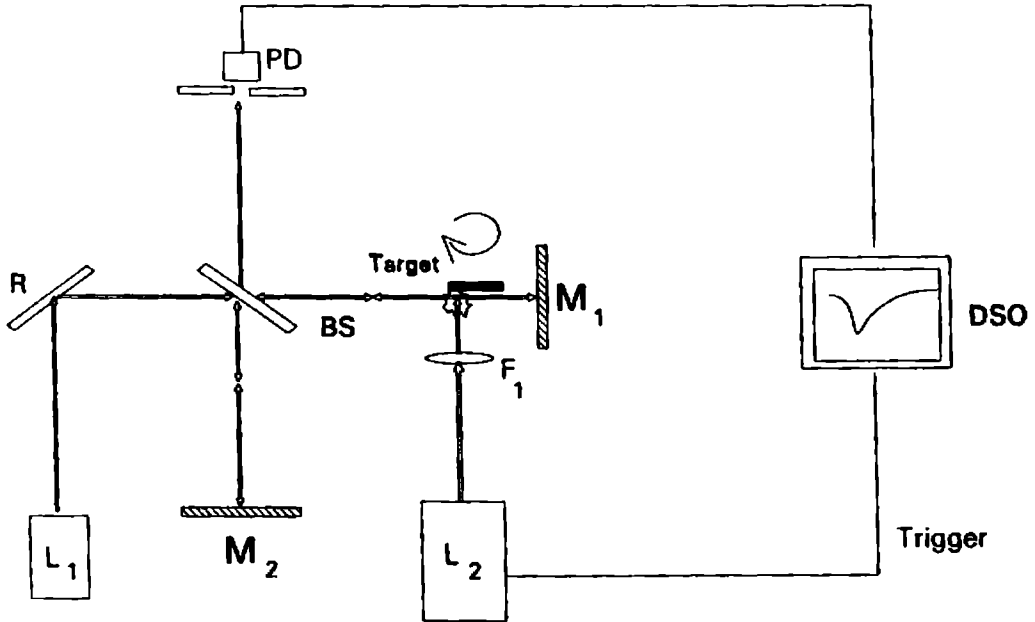 PD
R
Target
M1
BS
DSO
F1
L1
M2
L2
Trigger